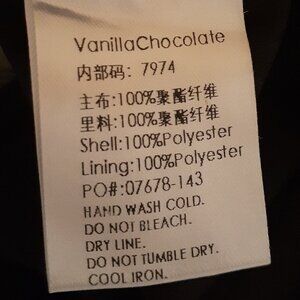 VanillaChocolate
内部码: 7974
主布:100%聚酯纤维
里料:100%聚酯纤维
Shell:100%Polyester
Lining:100%Polyester
PO#:07678-143
HAND WASH COLD.
DO NOT BLEACH.
DRY LINE.
DO NOT TUMBLE DRY.
COOL IRON.